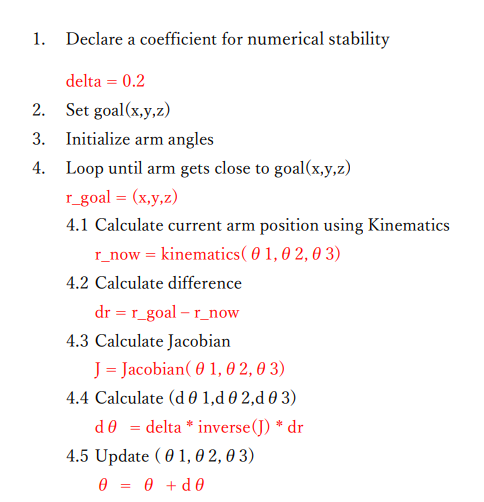 1. Declare a coefficient for numerical stability
delta = 0.2
2. Set goal(x,y,z)
3. Initialize arm angles
4. Loop until arm gets close to goal(x,y,z)
r_goal = (x,y,z)
4.1 Calculate current arm position using Kinematics
r_now = kinematics( θ 1, θ 2, θ 3)
4.2 Calculate difference
dr = r_goal – r_now
4.3 Calculate Jacobian
J = Jacobian( θ 1, θ 2, θ 3)
4.4 Calculate (d θ 1,d θ 2,d θ 3)
d θ = delta * inverse(J) * dr
4.5 Update ( θ 1, θ 2, θ 3)
θ = θ + d θ